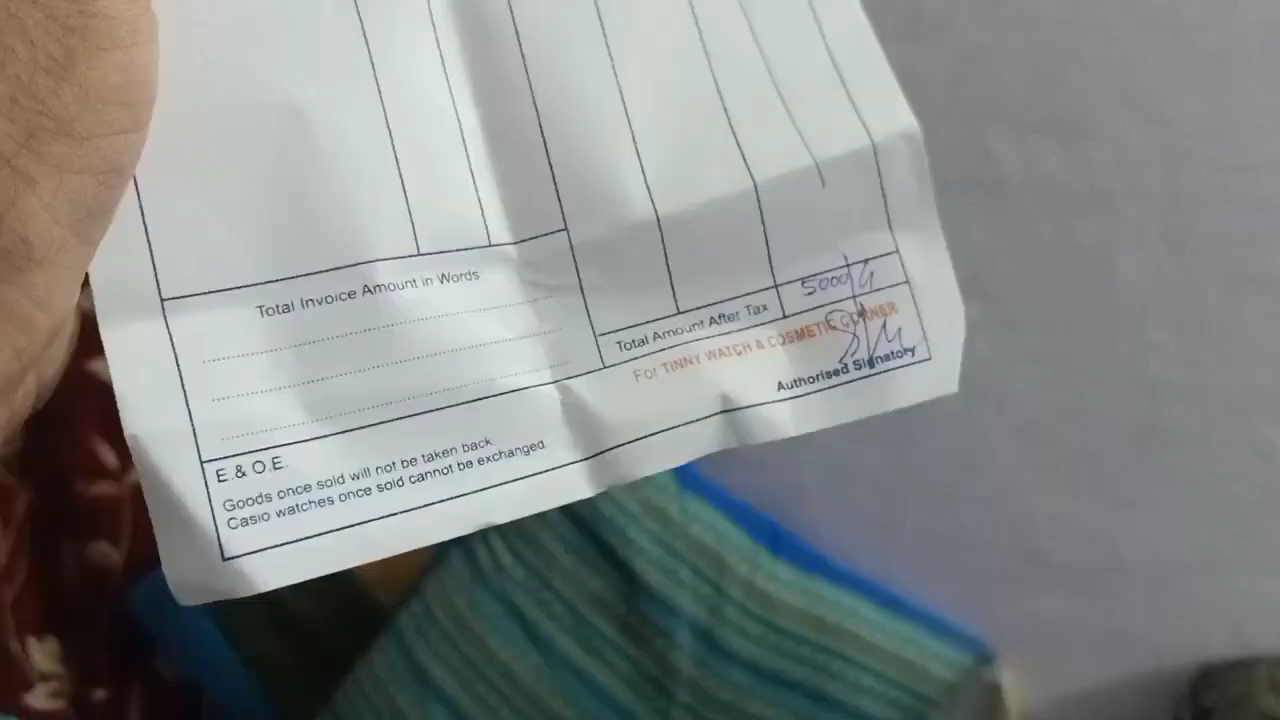 Total Invoice Amount in Words
Total Amount After Tax 5000/-
For TINNY WATCH & COSMETIC CORNER
Authorised Signatory
E.& O.E.
Goods once sold will not be taken back
Casio watches once sold cannot be exchanged